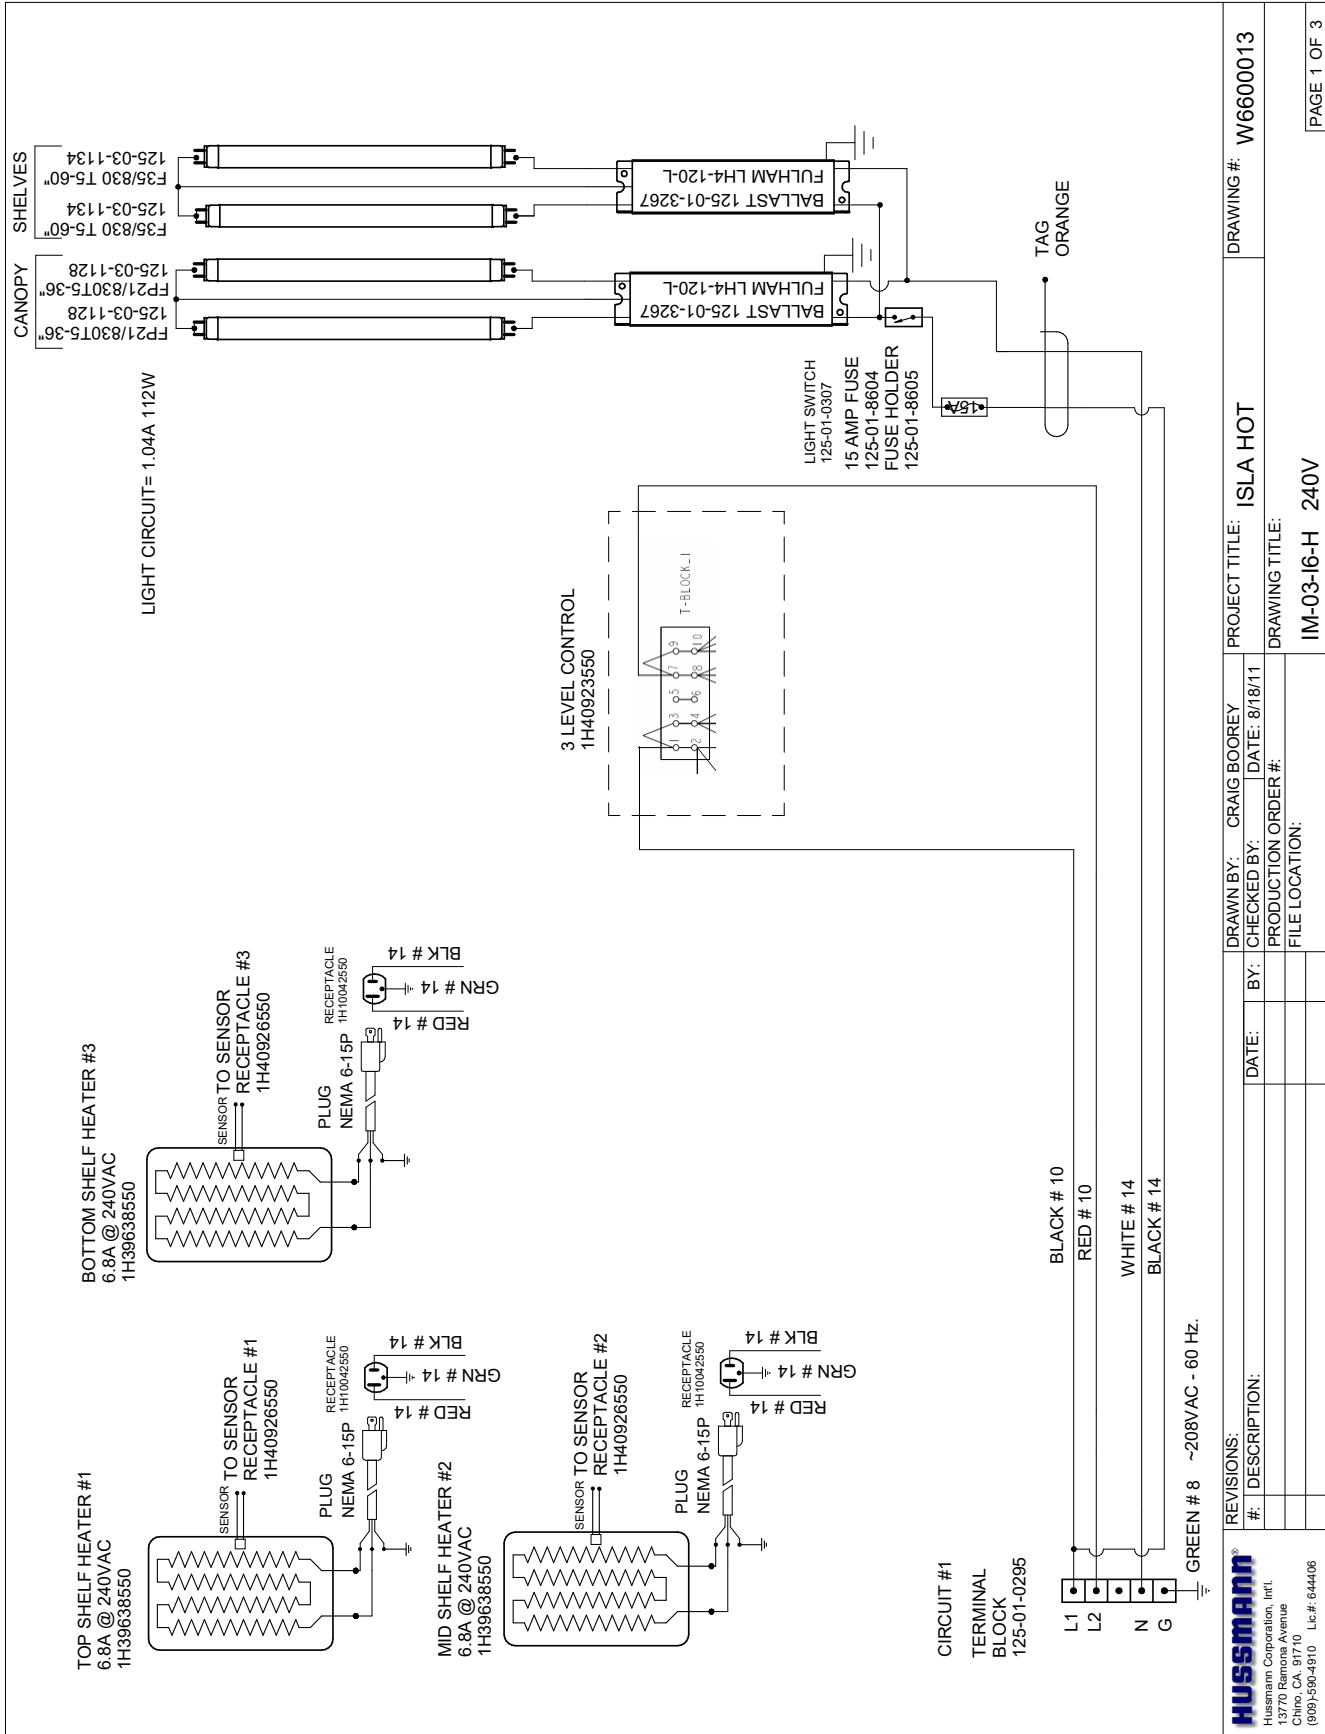 TOP SHELF HEATER #1
6.8A @ 240VAC
1H39638550
SENSOR
TO SENSOR
RECEPTACLE #1
1H40926550
PLUG
NEMA 6-15P
RECEPTACLE
1H10042550
RED # 14
GRN # 14
BLK # 14
BOTTOM SHELF HEATER #3
6.8A @ 240VAC
1H39638550
SENSOR
TO SENSOR
RECEPTACLE #3
1H40926550
PLUG
NEMA 6-15P
RECEPTACLE
1H10042550
RED # 14
GRN # 14
BLK # 14
MID SHELF HEATER #2
6.8A @ 240VAC
1H39638550
SENSOR
TO SENSOR
RECEPTACLE #2
1H40926550
PLUG
NEMA 6-15P
RECEPTACLE
1H10042550
RED # 14
GRN # 14
BLK # 14
LIGHT CIRCUIT= 1.04A 112W
CANOPY
FP21/830T5-36"
125-03-1128
FP21/830T5-36"
125-03-1128
SHELVES
F35/830 T5-60"
125-03-1134
F35/830 T5-60"
125-03-1134
BALLAST 125-01-3267
FULHAM LH4-120-L
BALLAST 125-01-3267
FULHAM LH4-120-L
3 LEVEL CONTROL
1H40923550
1 3 5 7 9
2 4 6 8 10
T-BLOCK_1
LIGHT SWITCH
125-01-0307
15 AMP FUSE
125-01-8604
FUSE HOLDER
125-01-8605
15A
TAG
ORANGE
CIRCUIT #1
TERMINAL
BLOCK
125-01-0295
L1
L2
N
G
BLACK # 10
RED # 10
WHITE # 14
BLACK # 14
GREEN # 8 ~208VAC - 60 Hz.
HUSSMANN®
Hussmann Corporation, Int'l.
13770 Ramona Avenue
Chino, CA. 91710
(909)-590-4910 Lic.#: 644406
REVISIONS:
#: DESCRIPTION: DATE: BY:
DRAWN BY: CRAIG BOOREY
CHECKED BY: DATE: 8/18/11
PRODUCTION ORDER #:
FILE LOCATION:
PROJECT TITLE: ISLA HOT
DRAWING TITLE:
IM-03-I6-H 240V
DRAWING #: W6600013
PAGE 1 OF 3